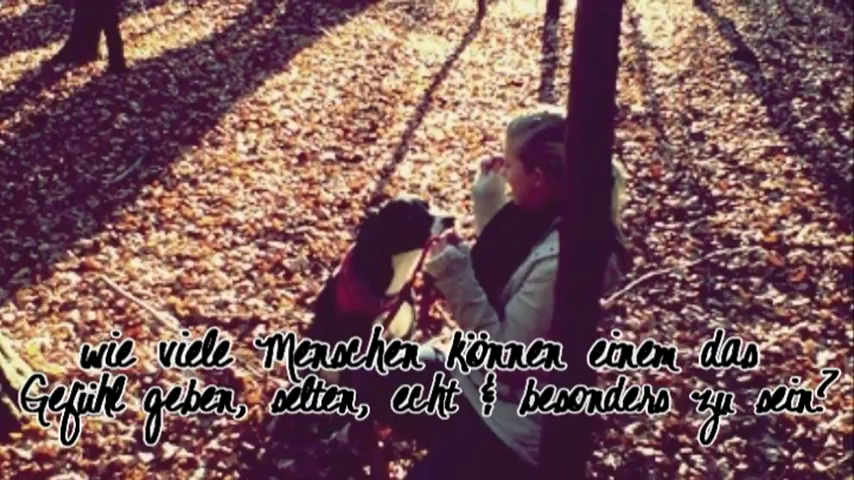 wie viele Menschen können einem das
Gefühl geben, selten, echt & besonders zu sein?